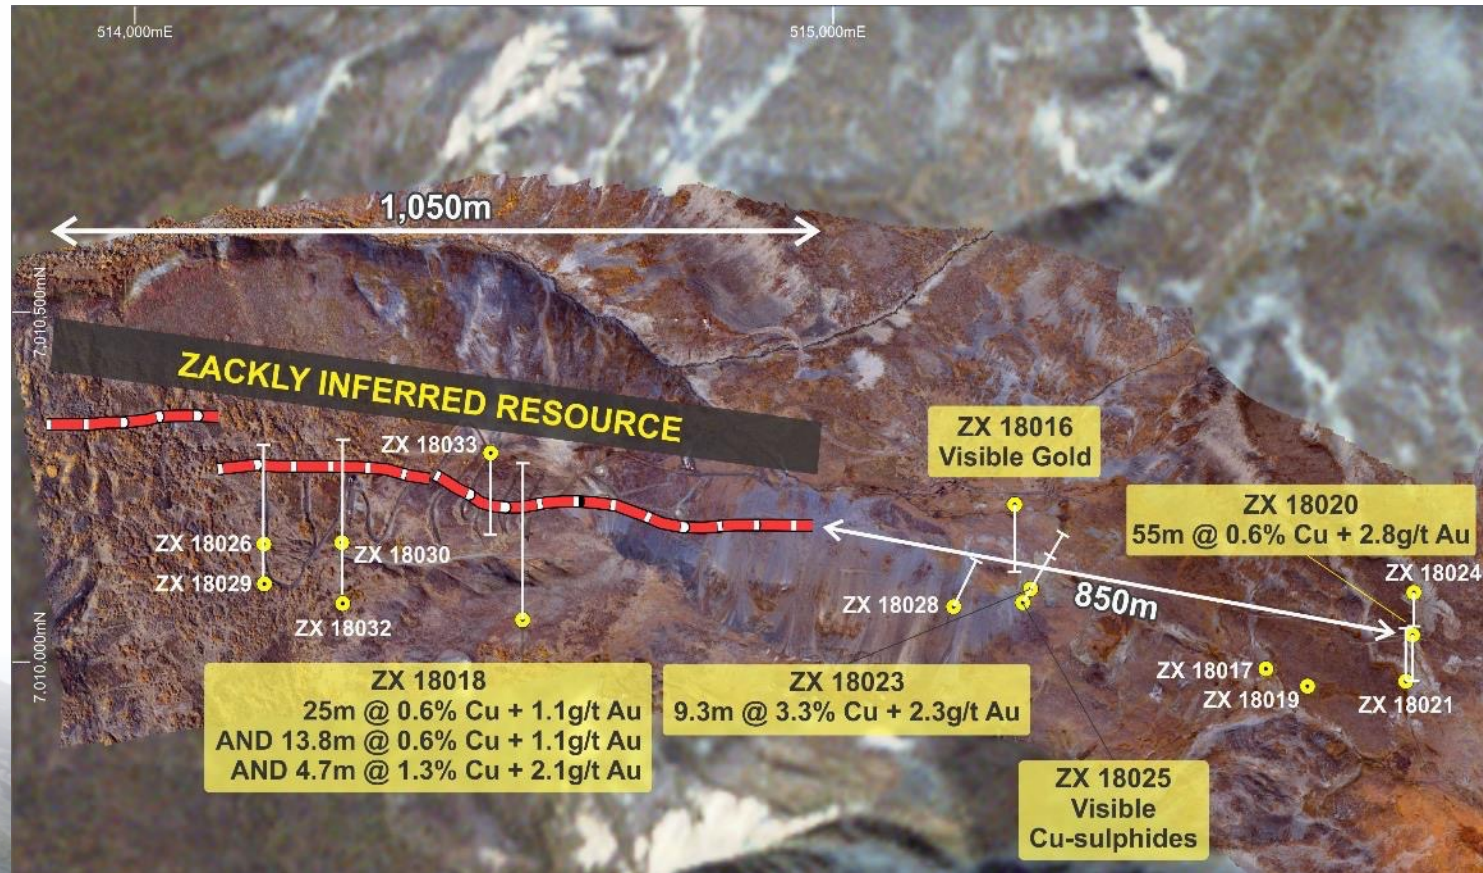 514,000mE
515,000mE
1,050m
7,010,500mN
ZACKLY INFERRED RESOURCE
ZX 18033
ZX 18016
Visible Gold
ZX 18020
55m @ 0.6% Cu + 2.8g/t Au
ZX 18026
ZX 18030
ZX 18029
ZX 18032
ZX 18028
850m
ZX 18024
ZX 18017
ZX 18019
ZX 18021
7,010,000mN
ZX 18018
25m @ 0.6% Cu + 1.1g/t Au
AND 13.8m @ 0.6% Cu + 1.1g/t Au
AND 4.7m @ 1.3% Cu + 2.1g/t Au
ZX 18023
9.3m @ 3.3% Cu + 2.3g/t Au
ZX 18025
Visible
Cu-sulphides